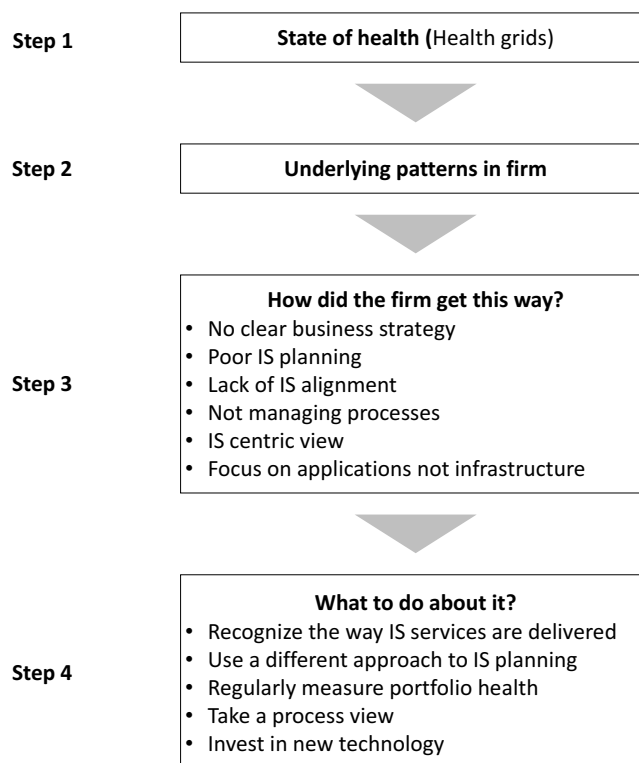 Step 1
State of health (Health grids)
Step 2
Underlying patterns in firm
Step 3
How did the firm get this way?
• No clear business strategy
• Poor IS planning
• Lack of IS alignment
• Not managing processes
• IS centric view
• Focus on applications not infrastructure
Step 4
What to do about it?
• Recognize the way IS services are delivered
• Use a different approach to IS planning
• Regularly measure portfolio health
• Take a process view
• Invest in new technology